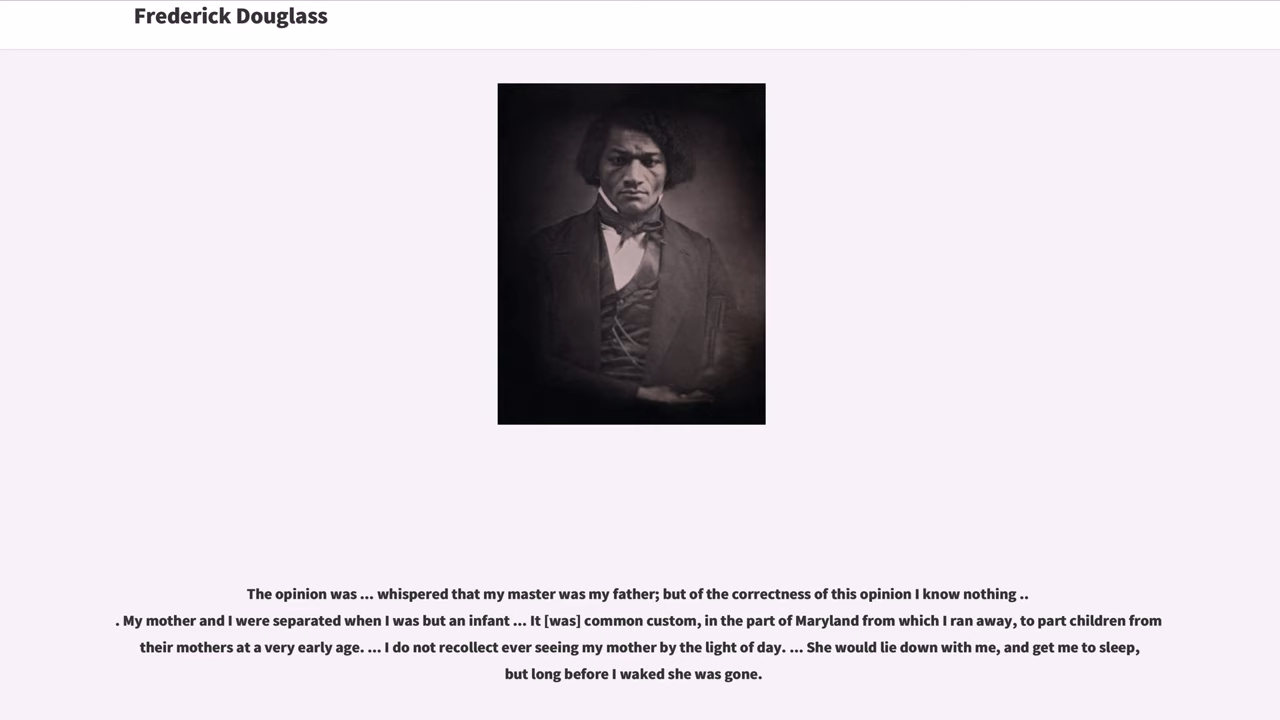 Frederick Douglass
The opinion was ... whispered that my master was my father; but of the correctness of this opinion I know nothing ..
. My mother and I were separated when I was but an infant ... It [was] common custom, in the part of Maryland from which I ran away, to part children from
their mothers at a very early age. ... I do not recollect ever seeing my mother by the light of day. ... She would lie down with me, and get me to sleep,
but long before I waked she was gone.